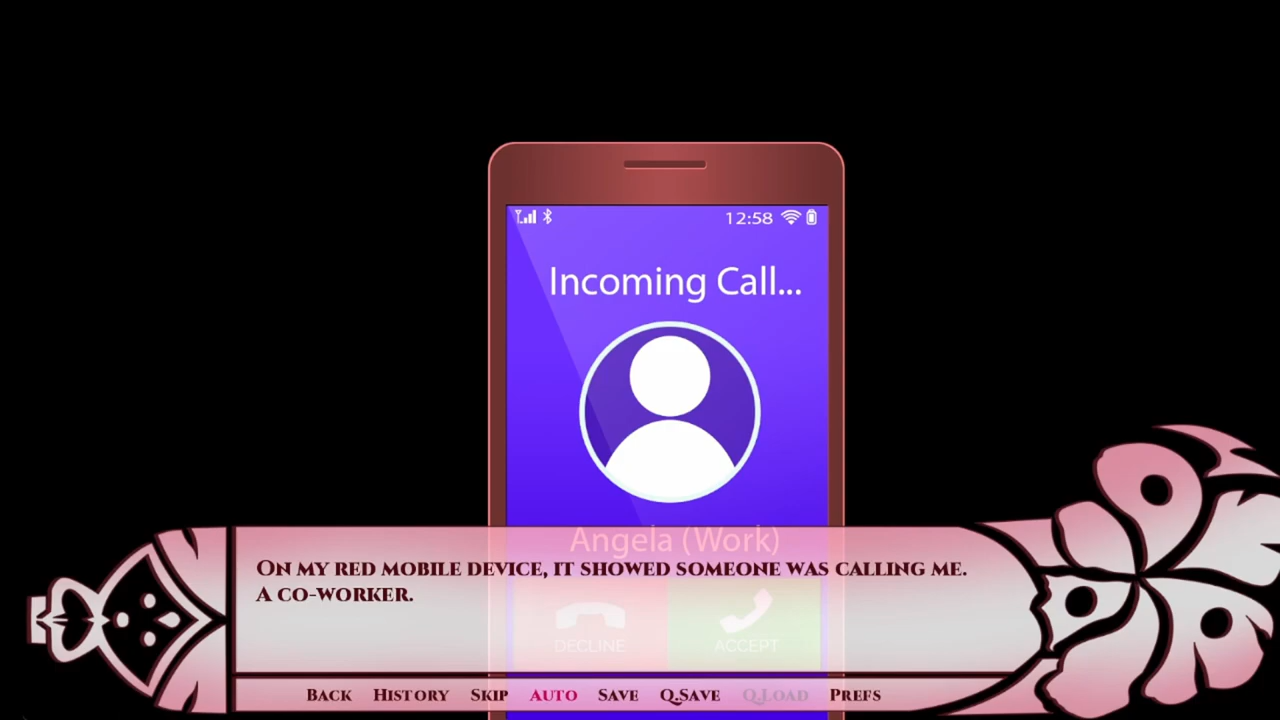 12:58
Incoming Call...
Angela (Work)
On my red mobile device, it showed someone was calling me.
A co-worker.
DECLINE
ACCEPT
Back History Skip Auto Save Q.Save Q.Load Prefs